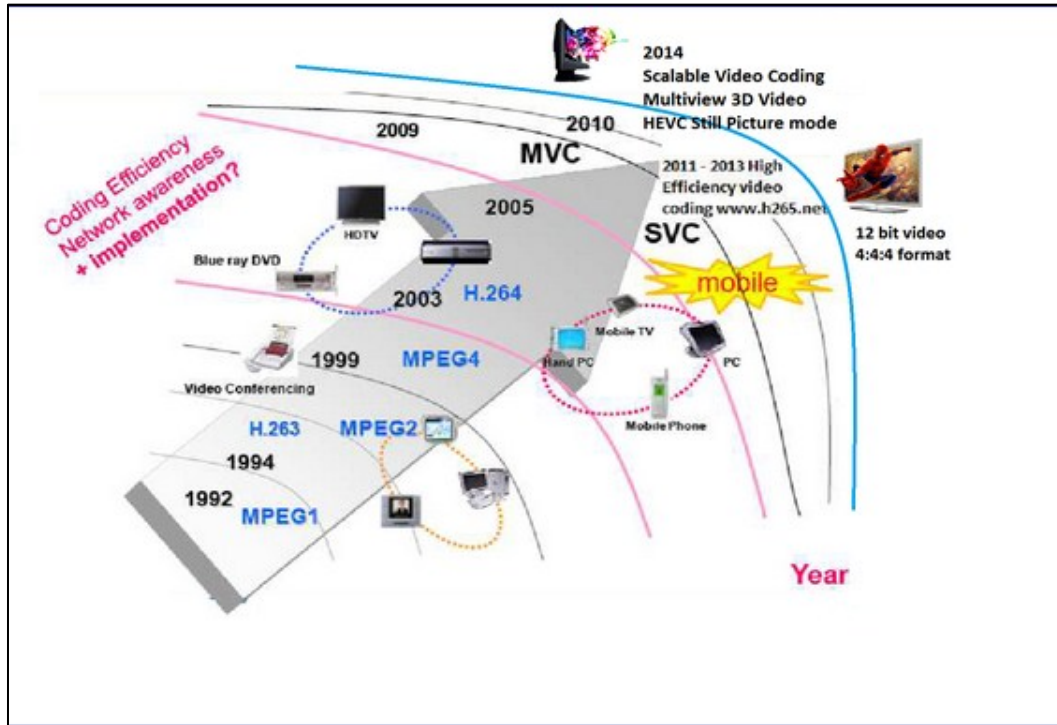 2014
Scalable Video Coding
Multiview 3D Video
HEVC Still Picture mode
2009
2010
MVC
2011 - 2013 High
Efficiency video
coding www.h265.net
Coding Efficiency
Network awareness
+ implementation?
2005
SVC
12 bit video
4:4:4 format
HDTV
Blue ray DVD
mobile
2003
H.264
Mobile TV
1999
MPEG4
Hand PC
PC
Video Conferencing
Mobile Phone
H.263
MPEG2
1994
1992
MPEG1
Year